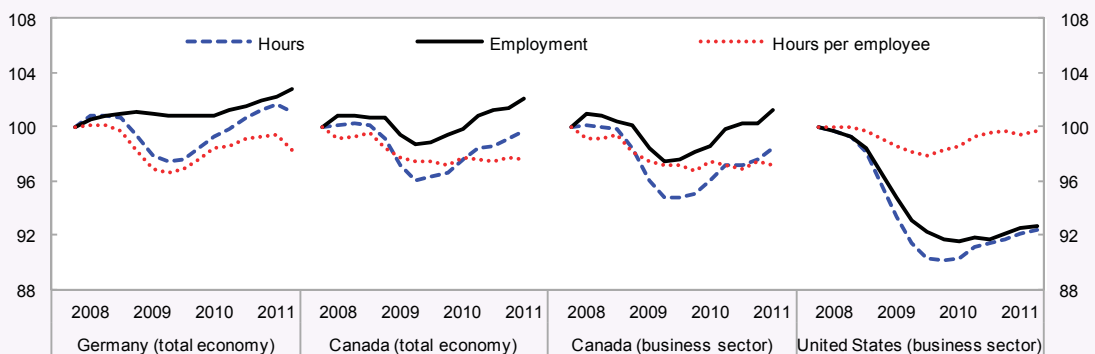 108 108
Hours Employment Hours per employee
104 104
100 100
96 96
92 92
88 88
2008 2009 2010 2011 2008 2009 2010 2011 2008 2009 2010 2011 2008 2009 2010 2011
Germany (total economy) Canada (total economy) Canada (business sector) United States (business sector)